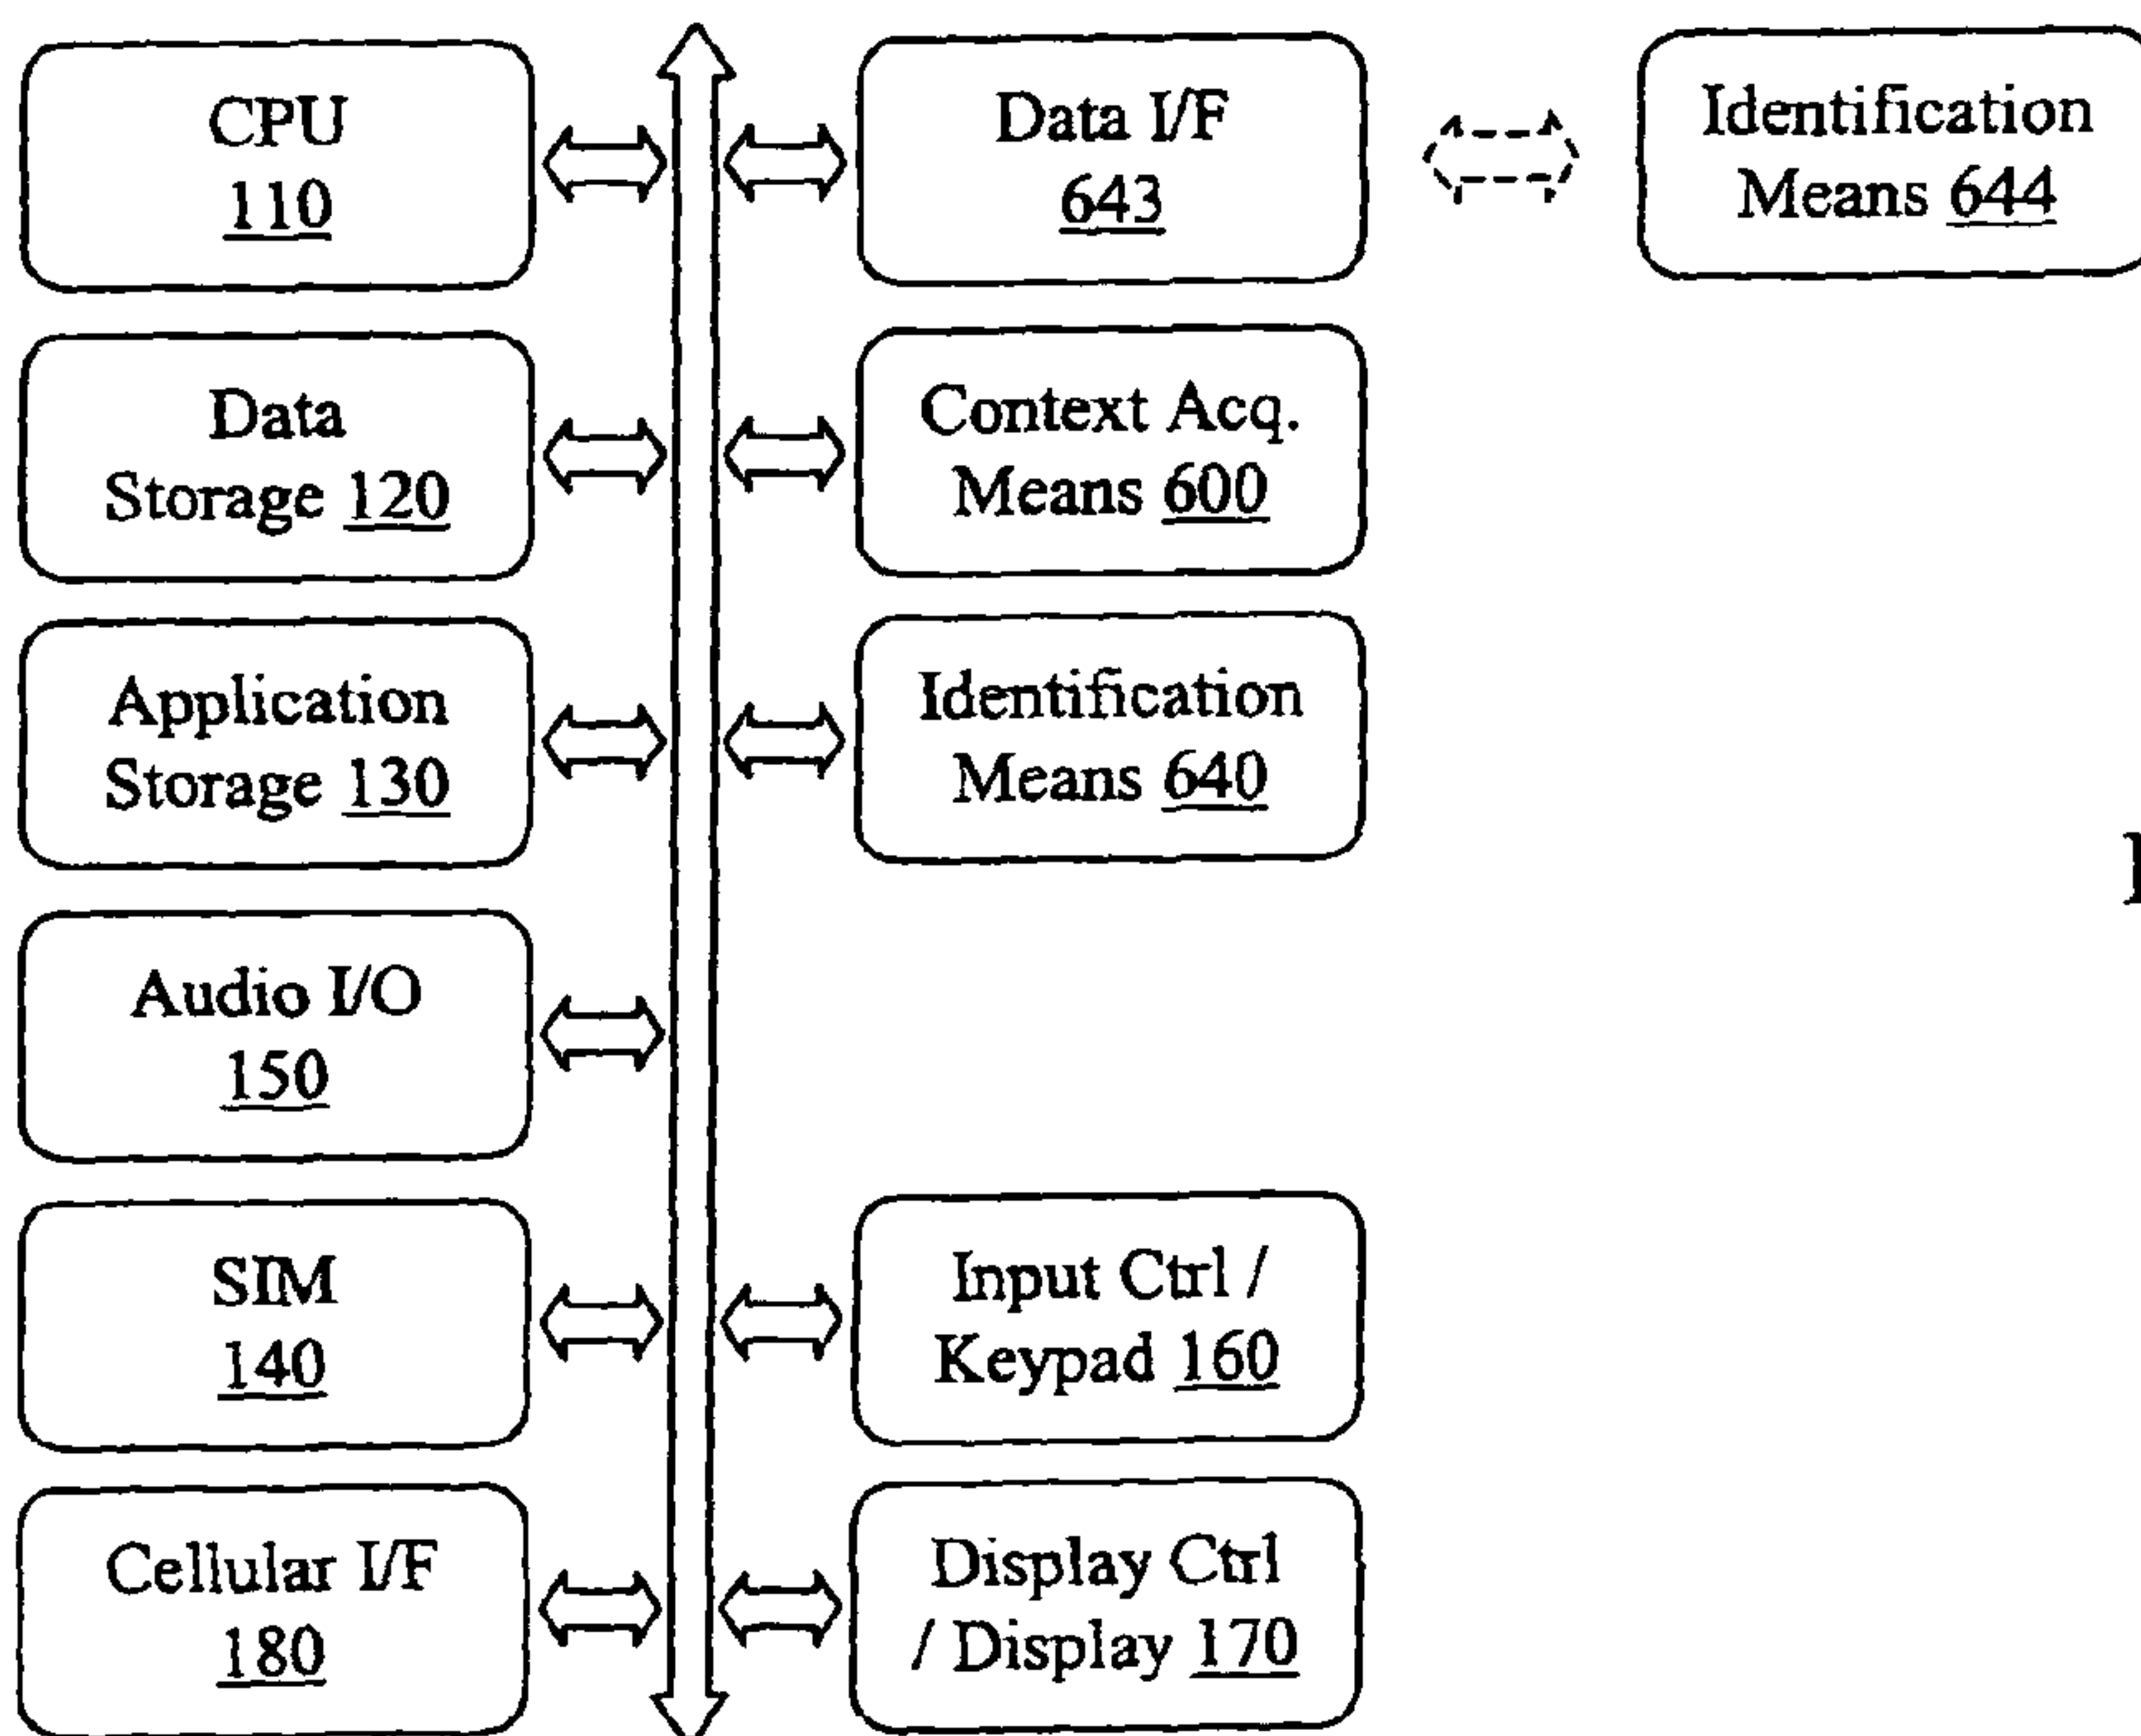 CPU
110
Data
Storage 120
Application
Storage 130
Audio I/O
150
SIM
140
Cellular I/F
180
Data I/F
643
Context Acq.
Means 600
Identification
Means 640
Input Ctrl /
Keypad 160
Display Ctrl
/ Display 170
Identification
Means 644